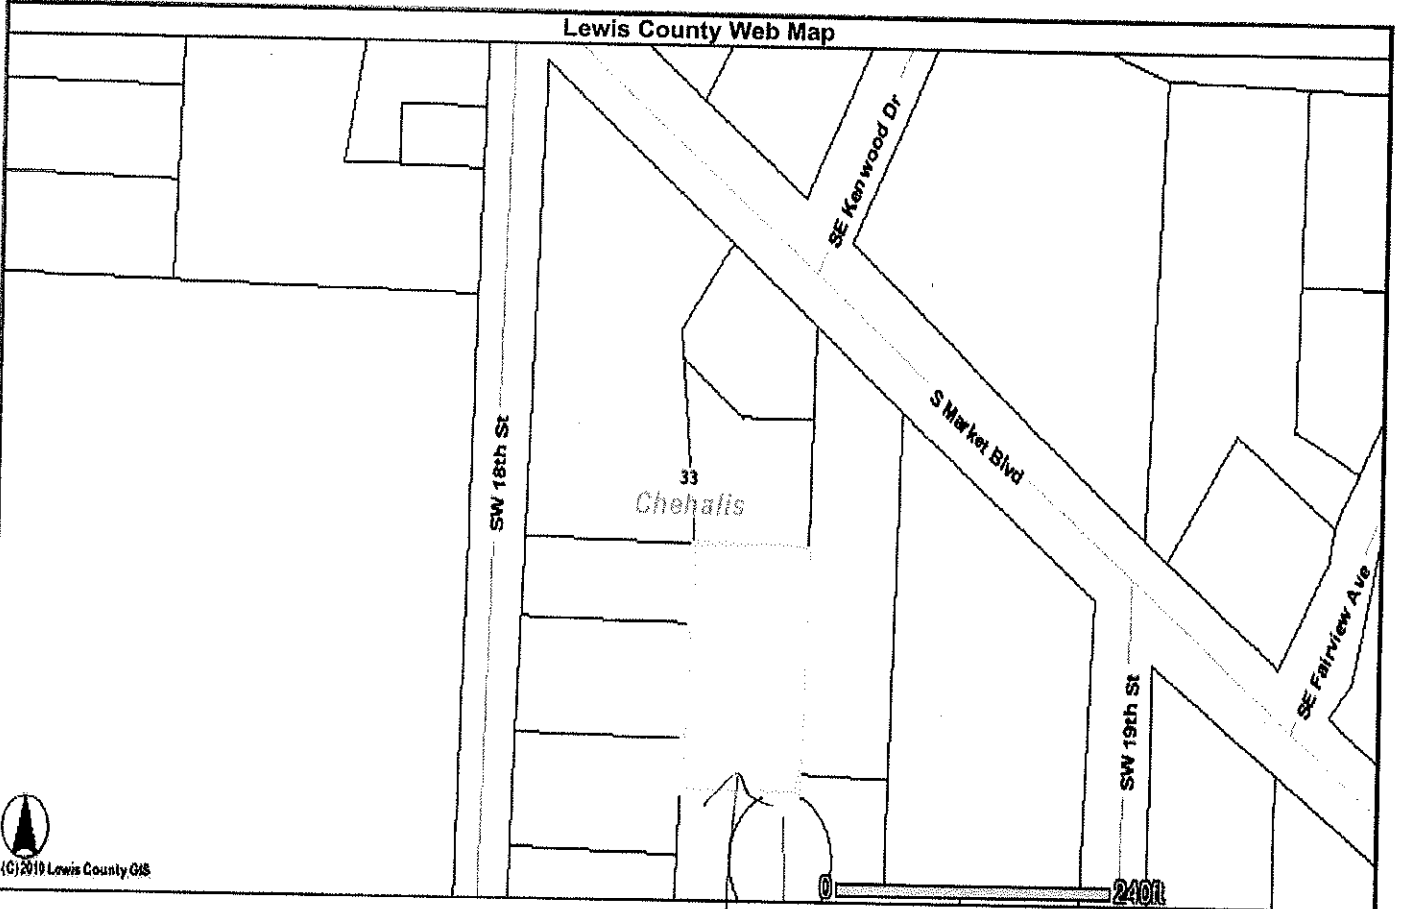 Lewis County Web Map
SE Kenwood Dr
S Market Blvd
SW 18th St
33
Chehalis
SE Fairview Ave
SW 19th St
(C)2010 Lewis County GIS
0 240ft